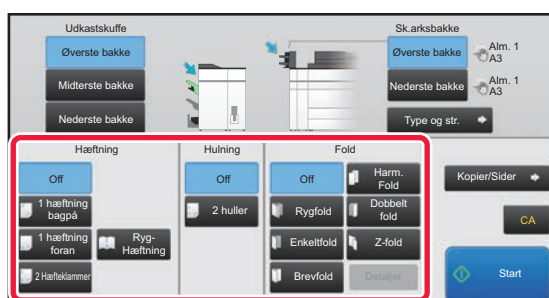 Udkastskuffe
Sk.arksbakke
Øverste bakke
Midterste bakke
Nederste bakke
Øverste bakke
Alm. 1
A3
Nederste bakke
Alm. 1
A3
Type og str.
Hæftning
Off
1 hæftning
bagpå
1 hæftning
foran
2 Hæfteklammer
Ryg-
Hæftning
Hulning
Off
2 huller
Fold
Off
Harm.
Fold
Rygfold
Dobbelt
fold
Enkeltfold
Z-fold
Brevfold
Detaljer
Kopier/Sider
CA
Start